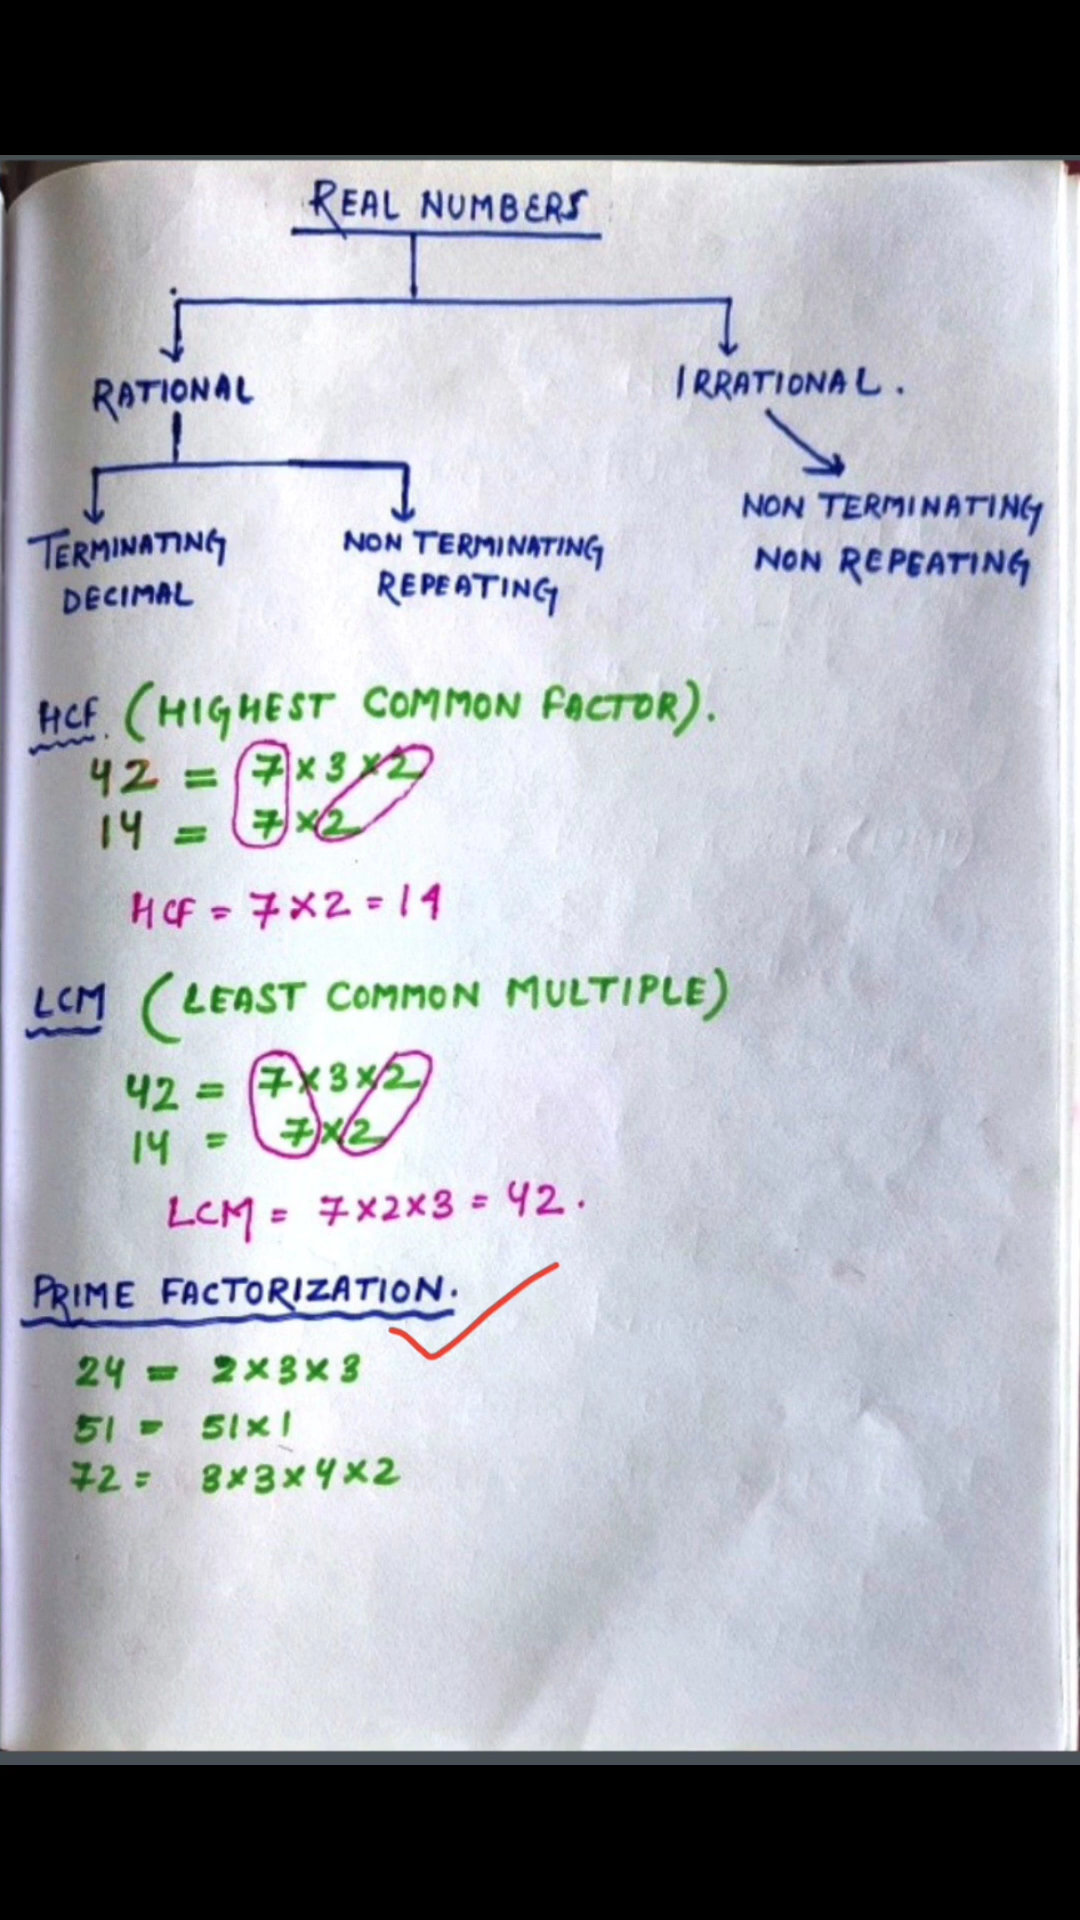 REAL NUMBERS
RATIONAL
IRRATIONAL.
TERMINATING
DECIMAL
NON TERMINATING
REPEATING
NON TERMINATING
NON REPEATING
HCF. (HIGHEST COMMON FACTOR).
42 = 7 × 3 × 2
14 = 7 × 2
HCF = 7 × 2 = 14
LCM (LEAST COMMON MULTIPLE)
42 = 7 × 3 × 2
14 = 7 × 2
LCM = 7 × 2 × 3 = 42.
PRIME FACTORIZATION.
24 = 2 × 3 × 3
51 = 51 × 1
72 = 3 × 3 × 4 × 2